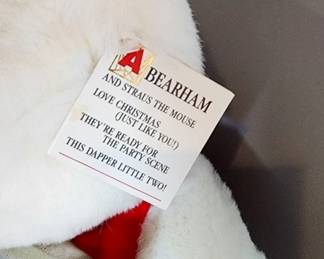 A BEARHAM
AND STRAUS THE MOUSE
LOVE CHRISTMAS
(JUST LIKE YOU!)
THEY'RE READY FOR
THE PARTY SCENE
THIS DAPPER LITTLE TWO!